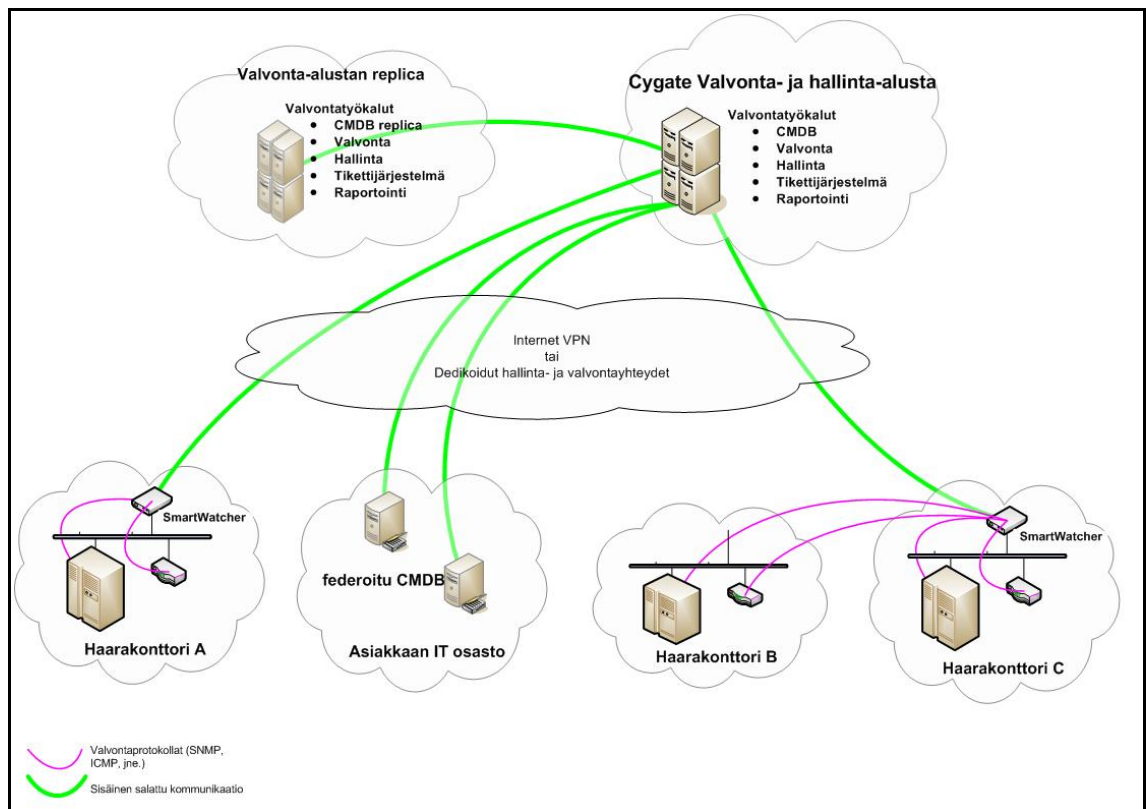 Valvonta-alustan replica
Valvontatyökalut
• CMDB replica
• Valvonta
• Hallinta
• Tikettijärjestelmä
• Raportointi
Cygate Valvonta- ja hallinta-alusta
Valvontatyökalut
• CMDB
• Valvonta
• Hallinta
• Tikettijärjestelmä
• Raportointi
Internet VPN
tai
Dedikoidut hallinta- ja valvontayhteydet
SmartWatcher
Haarakonttori A
federoitu CMDB
Asiakkaan IT osasto
Haarakonttori B
SmartWatcher
Haarakonttori C
Valvontaprotokollat (SNMP,
ICMP, jne.)
Sisäinen salattu kommunikaatio